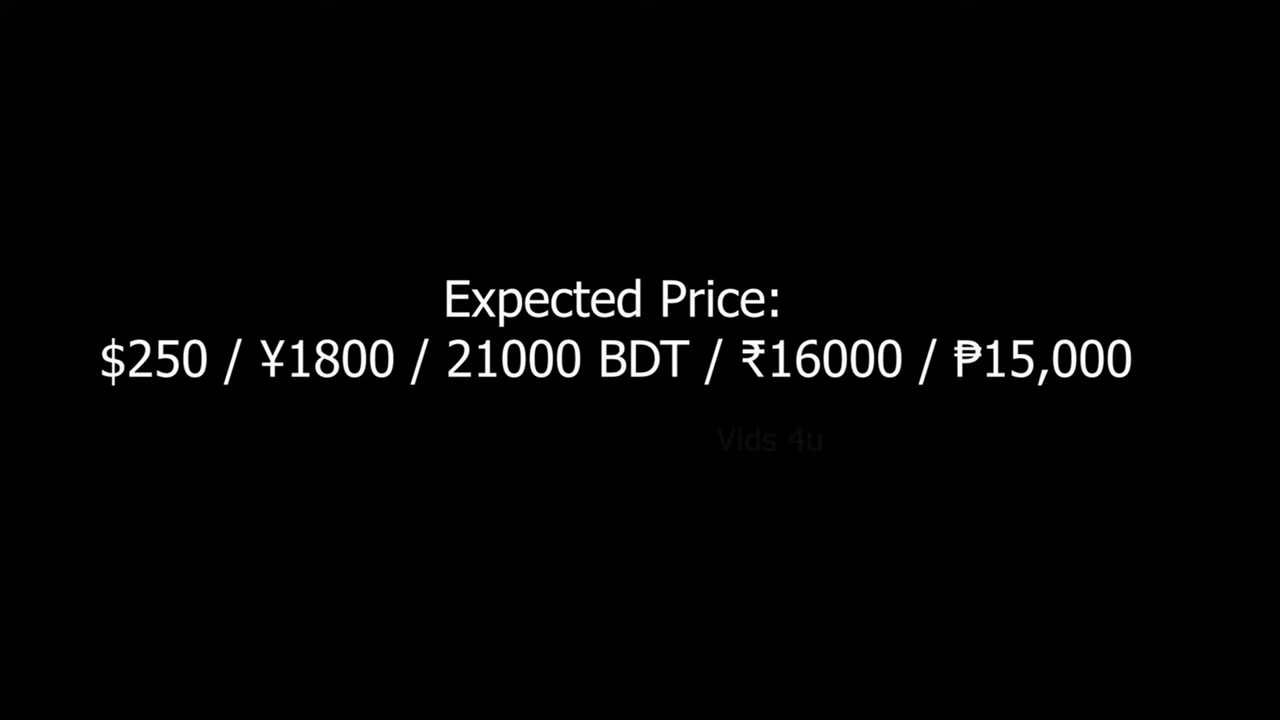 Expected Price:
$250 / ¥1800 / 21000 BDT / ₹16000 / ₱15,000
Vids 4u